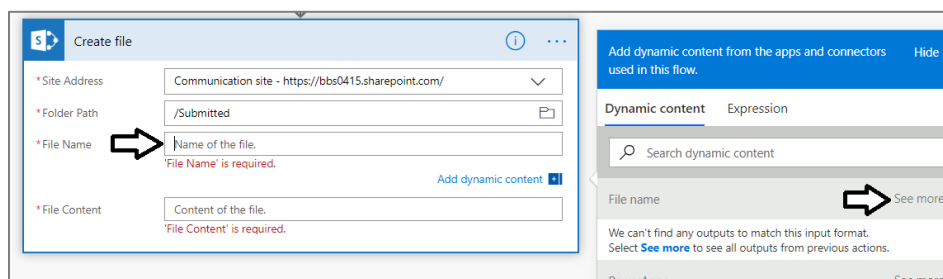 Create file
*Site Address
Communication site - https://bbs0415.sharepoint.com/
*Folder Path
/Submitted
*File Name
Name of the file.
'File Name' is required.
Add dynamic content
*File Content
Content of the file.
'File Content' is required.
Add dynamic content from the apps and connectors
used in this flow.
Hide
Dynamic content Expression
Search dynamic content
File name
See more
We can't find any outputs to match this input format.
Select See more to see all outputs from previous actions.